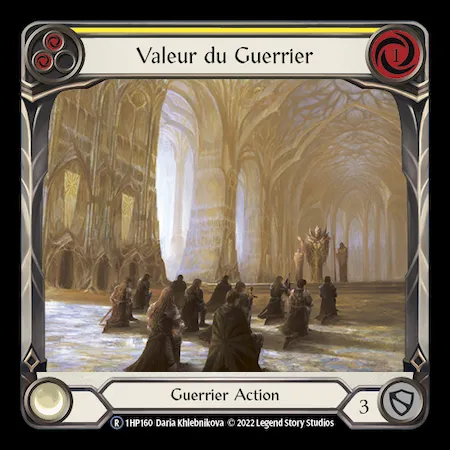 Valeur du Guerrier
1
Guerrier Action
3
R 1HP160 Daria Khlebnikova © 2022 Legend Story Studios